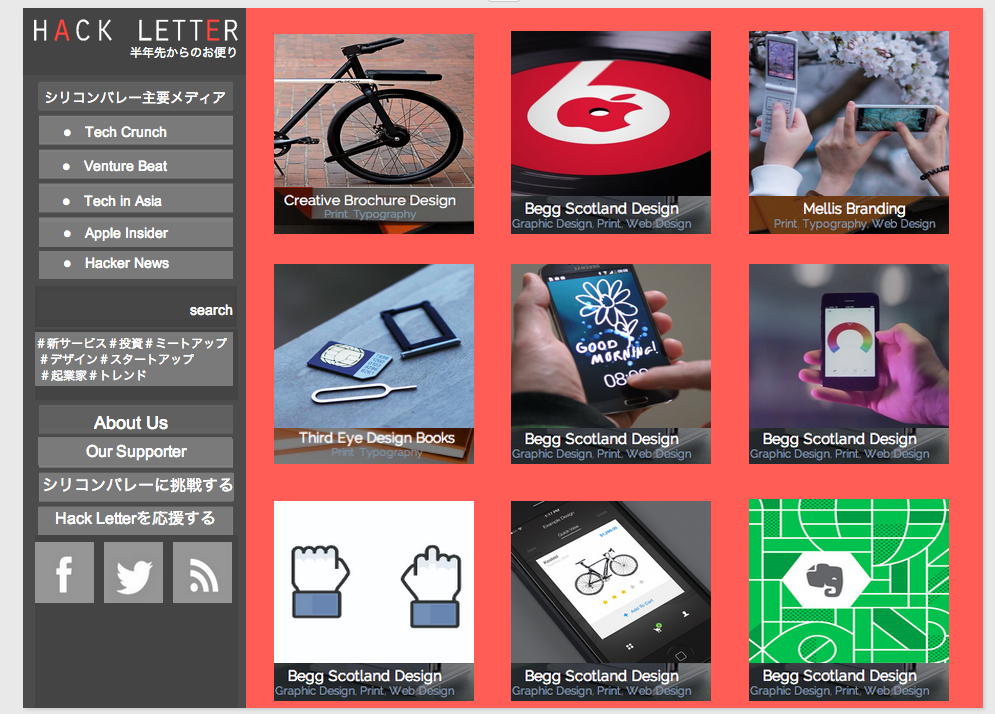 HACK LETTER
半年先からのお便り
シリコンバレー主要メディア
Tech Crunch
Venture Beat
Tech in Asia
Apple Insider
Hacker News
search
#新サービス#投資#ミートアップ
#デザイン#スタートアップ
#起業家#トレンド
About Us
Our Supporter
シリコンバレーに挑戦する
Hack Letterを応援する
Creative Brochure Design
Print, Typography
Begg Scotland Design
Graphic Design, Print, Web Design
Mellis Branding
Print, Typography, Web Design
Third Eye Design Books
Print, Typography
GOOD
MORNING!
08:
Begg Scotland Design
Graphic Design, Print, Web Design
Begg Scotland Design
Graphic Design, Print, Web Design
Begg Scotland Design
Graphic Design, Print, Web Design
Example Design
Quick View
Add To Cart
Begg Scotland Design
Graphic Design, Print, Web Design
Begg Scotland Design
Graphic Design, Print, Web Design